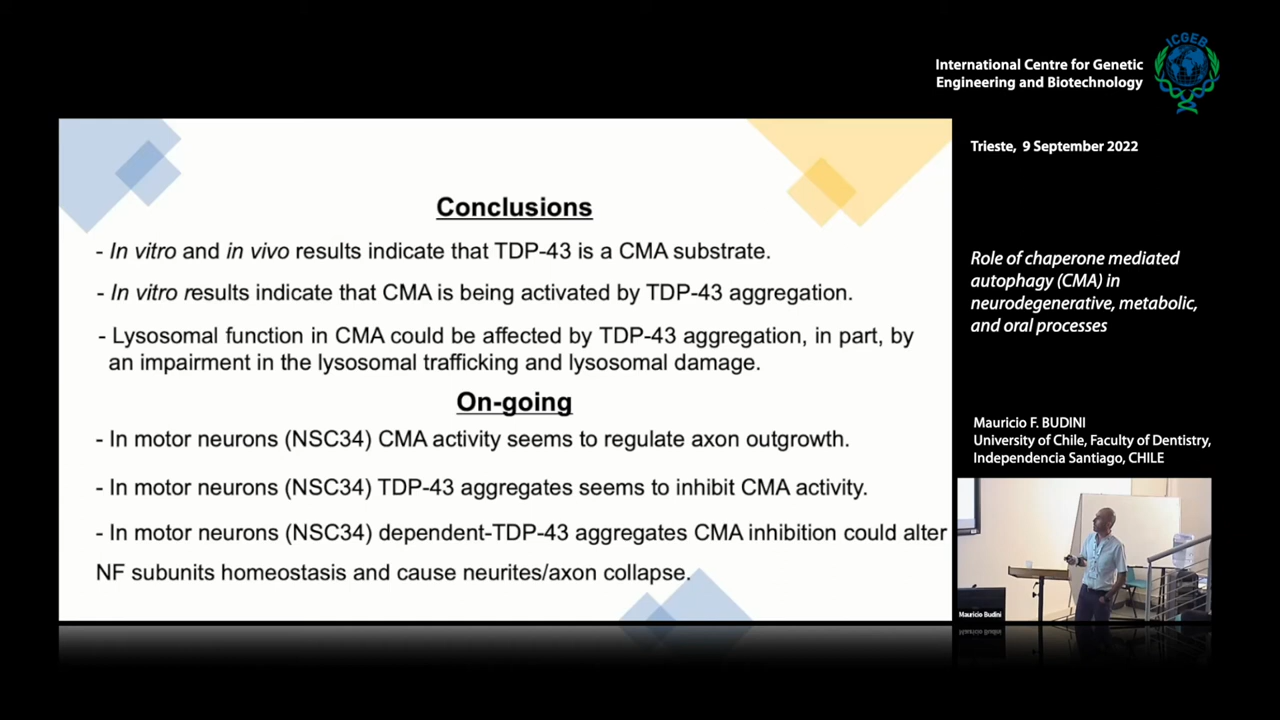 ICGEB
International Centre for Genetic
Engineering and Biotechnology
Trieste, 9 September 2022
Conclusions
- In vitro and in vivo results indicate that TDP-43 is a CMA substrate.
- In vitro results indicate that CMA is being activated by TDP-43 aggregation.
- Lysosomal function in CMA could be affected by TDP-43 aggregation, in part, by
an impairment in the lysosomal trafficking and lysosomal damage.
On-going
- In motor neurons (NSC34) CMA activity seems to regulate axon outgrowth.
- In motor neurons (NSC34) TDP-43 aggregates seems to inhibit CMA activity.
- In motor neurons (NSC34) dependent-TDP-43 aggregates CMA inhibition could alter
NF subunits homeostasis and cause neurites/axon collapse.
Role of chaperone mediated
autophagy (CMA) in
neurodegenerative, metabolic,
and oral processes
Mauricio F. BUDINI
University of Chile, Faculty of Dentistry,
Independencia Santiago, CHILE
Mauricio Budini